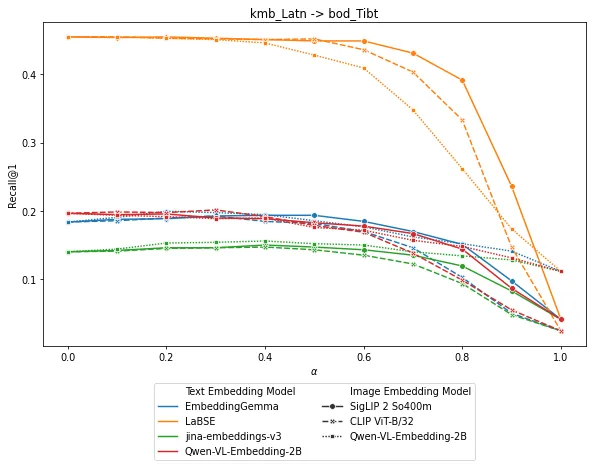 kmb_Latn -> bod_Tibt
Recall@1
0.4
0.3
0.2
0.1
0.0 0.2 0.4 0.6 0.8 1.0
α
Text Embedding Model
EmbeddingGemma
LaBSE
jina-embeddings-v3
Qwen-VL-Embedding-2B
Image Embedding Model
SigLIP 2 So400m
CLIP ViT-B/32
Qwen-VL-Embedding-2B